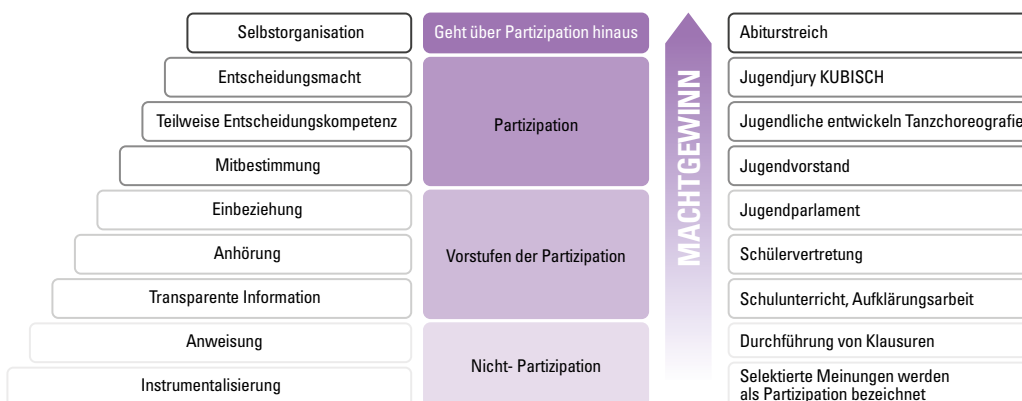 Selbstorganisation
Geht über Partizipation hinaus
Abiturstreich
Entscheidungsmacht
Jugendjury KUBISCH
Teilweise Entscheidungskompetenz
Partizipation
Jugendliche entwickeln Tanzchoreografie
Mitbestimmung
Jugendvorstand
MACHTGEWINN
Einbeziehung
Jugendparlament
Anhörung
Vorstufen der Partizipation
Schülervertretung
Transparente Information
Schulunterricht, Aufklärungsarbeit
Anweisung
Durchführung von Klausuren
Nicht- Partizipation
Instrumentalisierung
Selektierte Meinungen werden
als Partizipation bezeichnet